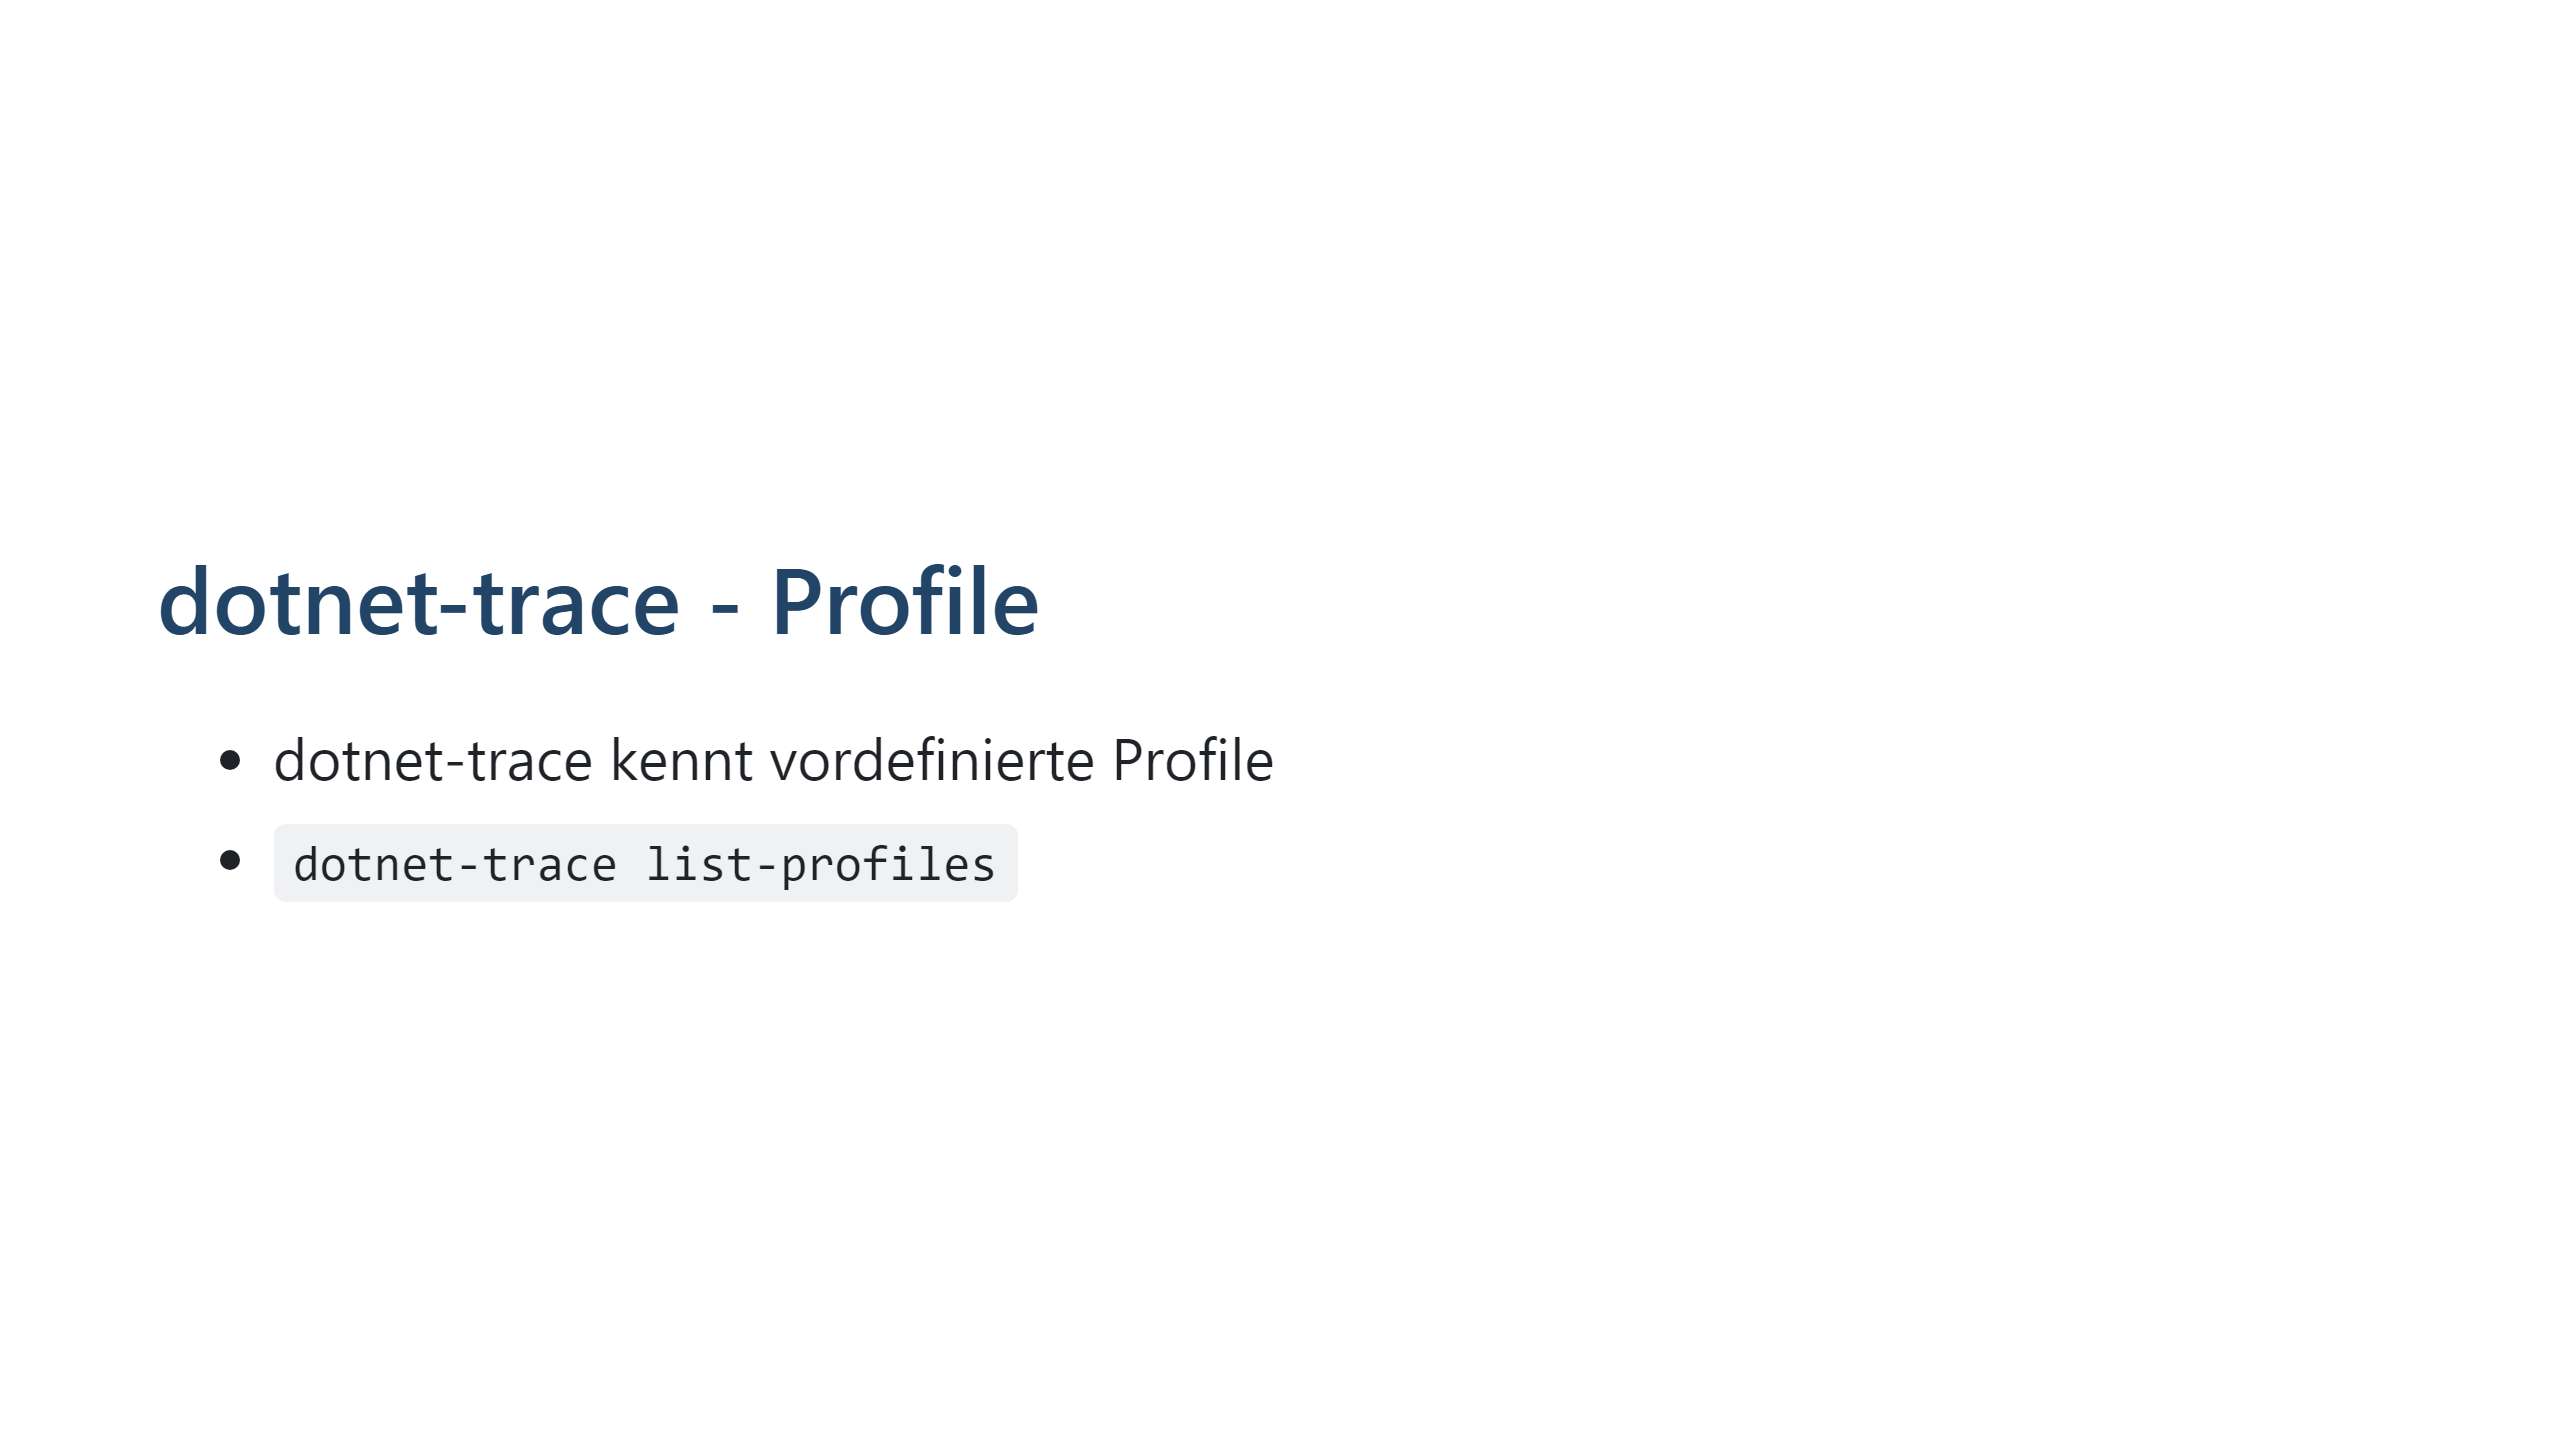 dotnet-trace - Profile
dotnet-trace kennt vordefinierte Profile
dotnet-trace list-profiles